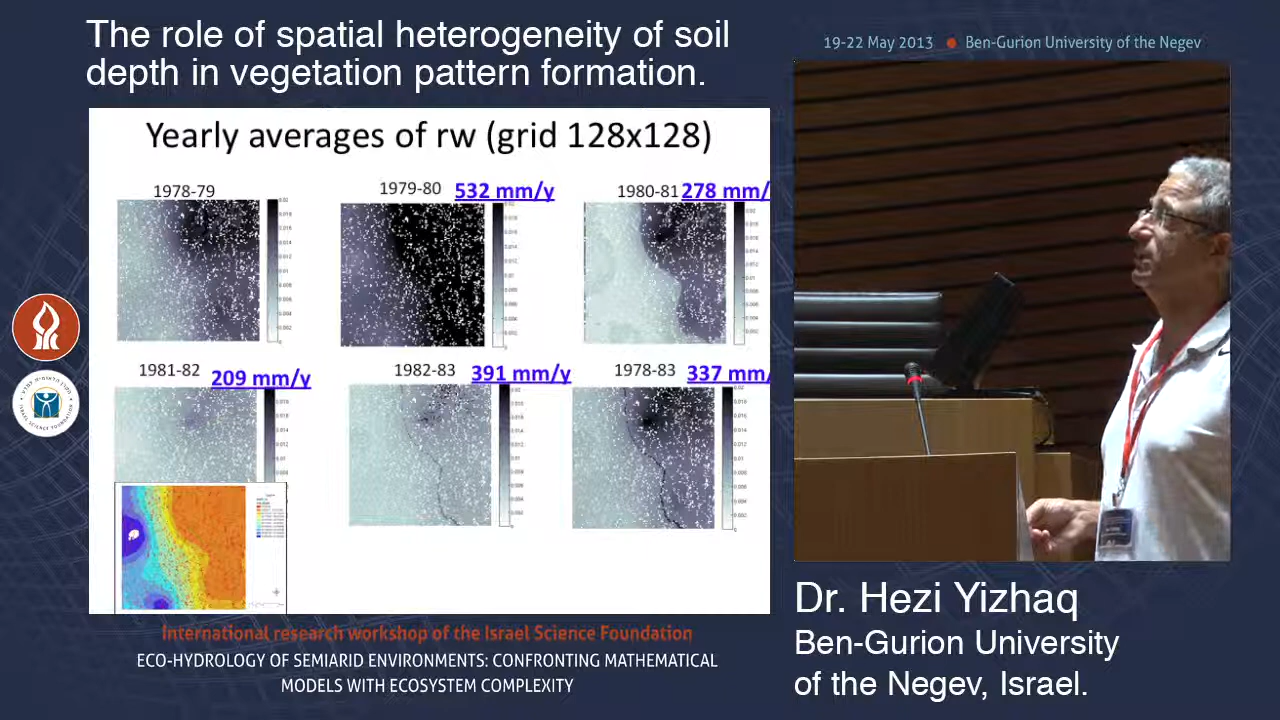 The role of spatial heterogeneity of soil
depth in vegetation pattern formation.
19-22 May 2013 ● Ben-Gurion University of the Negev
Yearly averages of rw (grid 128x128)
1978-79
1979-80 532 mm/y
1980-81 278 mm/
1981-82 209 mm/y
1982-83 391 mm/y
1978-83 337 mm/
International research workshop of the Israel Science Foundation
ECO-HYDROLOGY OF SEMIARID ENVIRONMENTS: CONFRONTING MATHEMATICAL
MODELS WITH ECOSYSTEM COMPLEXITY
Dr. Hezi Yizhaq
Ben-Gurion University
of the Negev, Israel.